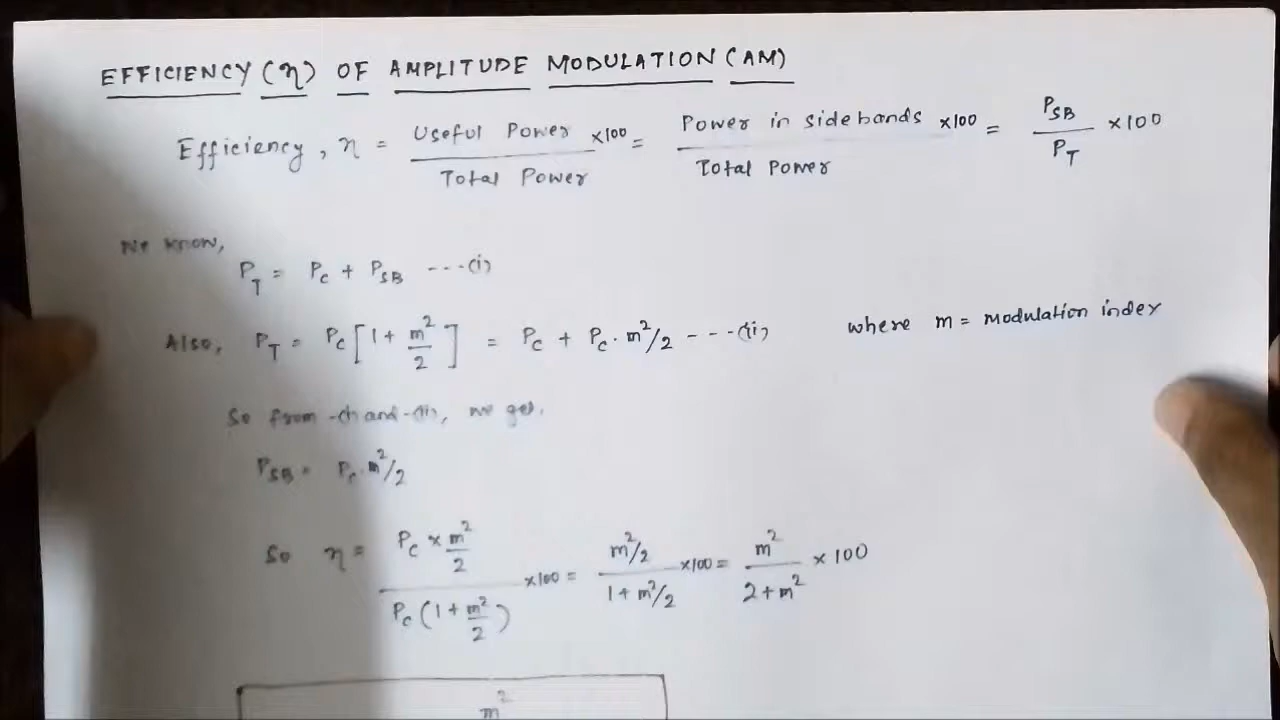 EFFICIENCY (η) OF AMPLITUDE MODULATION (AM)
Efficiency, η = Useful Power / Total Power ×100 = Power in sidebands / Total Power ×100 = P_SB / P_T ×100
We know,
P_T = P_C + P_SB ---(i)
Also, P_T = P_C [1 + m²/2] = P_C + P_C · m²/2 ---(ii) where m = modulation index
So from -(i) and -(ii), we get,
P_SB = P_C · m²/2
So η = P_C × m²/2 / P_C (1 + m²/2) ×100 = m²/2 / 1 + m²/2 ×100 = m² / 2 + m² × 100
m²